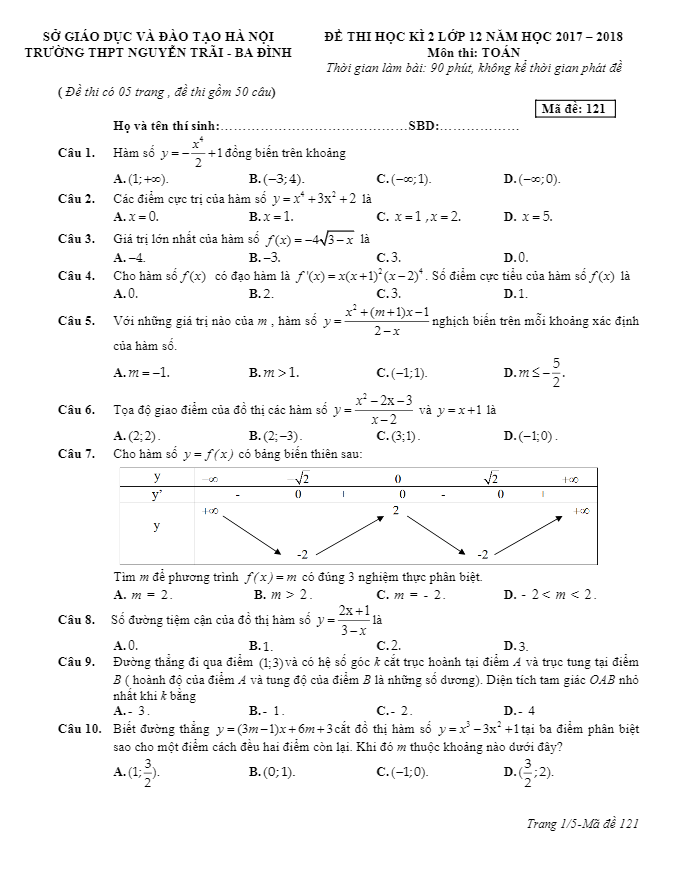 SỞ GIÁO DỤC VÀ ĐÀO TẠO HÀ NỘI
TRƯỜNG THPT NGUYỄN TRÃI - BA ĐÌNH
ĐỀ THI HỌC KÌ 2 LỚP 12 NĂM HỌC 2017 – 2018
Môn thi: TOÁN
Thời gian làm bài: 90 phút, không kể thời gian phát đề
( Đề thi có 05 trang , đề thi gồm 50 câu)
Mã đề: 121
Họ và tên thí sinh:……………………………………SBD:………………
Câu 1. Hàm số y = -x^4/2 + 1 đồng biến trên khoảng
A. (1; +∞). B. (-3; 4). C. (-∞; 1). D. (-∞; 0).
Câu 2. Các điểm cực trị của hàm số y = x^4 + 3x^2 + 2 là
A. x = 0. B. x = 1. C. x = 1 , x = 2. D. x = 5.
Câu 3. Giá trị lớn nhất của hàm số f(x) = -4√(3 - x) là
A. -4. B. -3. C. 3. D. 0.
Câu 4. Cho hàm số f(x) có đạo hàm là f'(x) = x(x+1)^2(x-2)^4. Số điểm cực tiểu của hàm số f(x) là
A. 0. B. 2. C. 3. D. 1.
Câu 5. Với những giá trị nào của m , hàm số y = (x^2 + (m+1)x - 1)/(2 - x) nghịch biến trên mỗi khoảng xác định
của hàm số.
A. m = -1. B. m > 1. C. (-1; 1). D. m ≤ -5/2.
Câu 6. Tọa độ giao điểm của đồ thị các hàm số y = (x^2 - 2x - 3)/(x - 2) và y = x + 1 là
A. (2; 2). B. (2; -3). C. (3; 1). D. (-1; 0).
Câu 7. Cho hàm số y = f(x) có bảng biến thiên sau:
y -∞ -√2 0 √2 +∞
y' - 0 + 0 - 0 +
+∞ 2 +∞
y
-2 -2
Tìm m để phương trình f(x) = m có đúng 3 nghiệm thực phân biệt.
A. m = 2. B. m > 2. C. m = - 2. D. - 2 < m < 2.
Câu 8. Số đường tiệm cận của đồ thị hàm số y = (2x + 1)/(3 - x) là
A. 0. B. 1. C. 2. D. 3.
Câu 9. Đường thẳng đi qua điểm (1; 3) và có hệ số góc k cắt trục hoành tại điểm A và trục tung tại điểm
B ( hoành độ của điểm A và tung độ của điểm B là những số dương). Diện tích tam giác OAB nhỏ
nhất khi k bằng
A. - 3. B. - 1. C. - 2. D. - 4
Câu 10. Biết đường thẳng y = (3m - 1)x + 6m + 3 cắt đồ thị hàm số y = x^3 - 3x^2 + 1 tại ba điểm phân biệt
sao cho một điểm cách đều hai điểm còn lại. Khi đó m thuộc khoảng nào dưới đây?
A. (1; 3/2). B. (0; 1). C. (-1; 0). D. (3/2; 2).
Trang 1/5-Mã đề 121